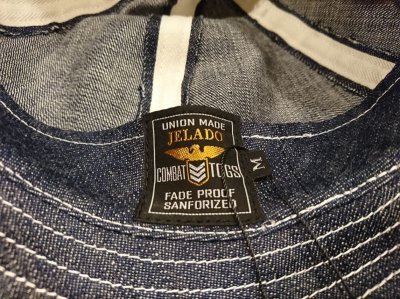 UNION MADE
JELADO
COMBAT TOGS
FADE PROOF
SANFORIZED
M